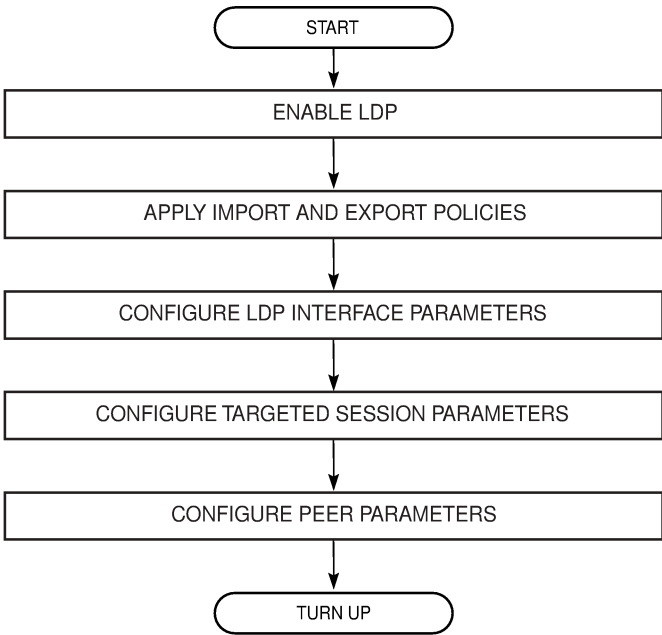 START
ENABLE LDP
APPLY IMPORT AND EXPORT POLICIES
CONFIGURE LDP INTERFACE PARAMETERS
CONFIGURE TARGETED SESSION PARAMETERS
CONFIGURE PEER PARAMETERS
TURN UP